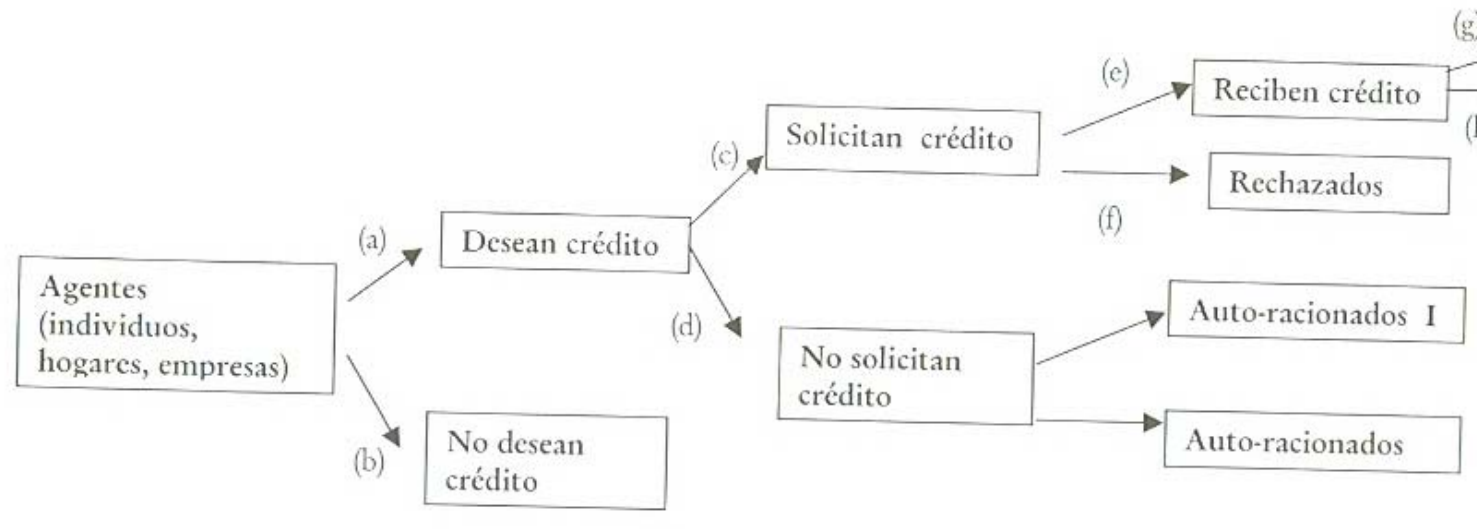 (g)
(e)
Reciben crédito
Solicitan crédito
(c)
Rechazados
(f)
(a)
Desean crédito
Agentes
(individuos,
hogares, empresas)
(d)
Auto-racionados I
No solicitan
crédito
Auto-racionados
(b)
No desean
crédito